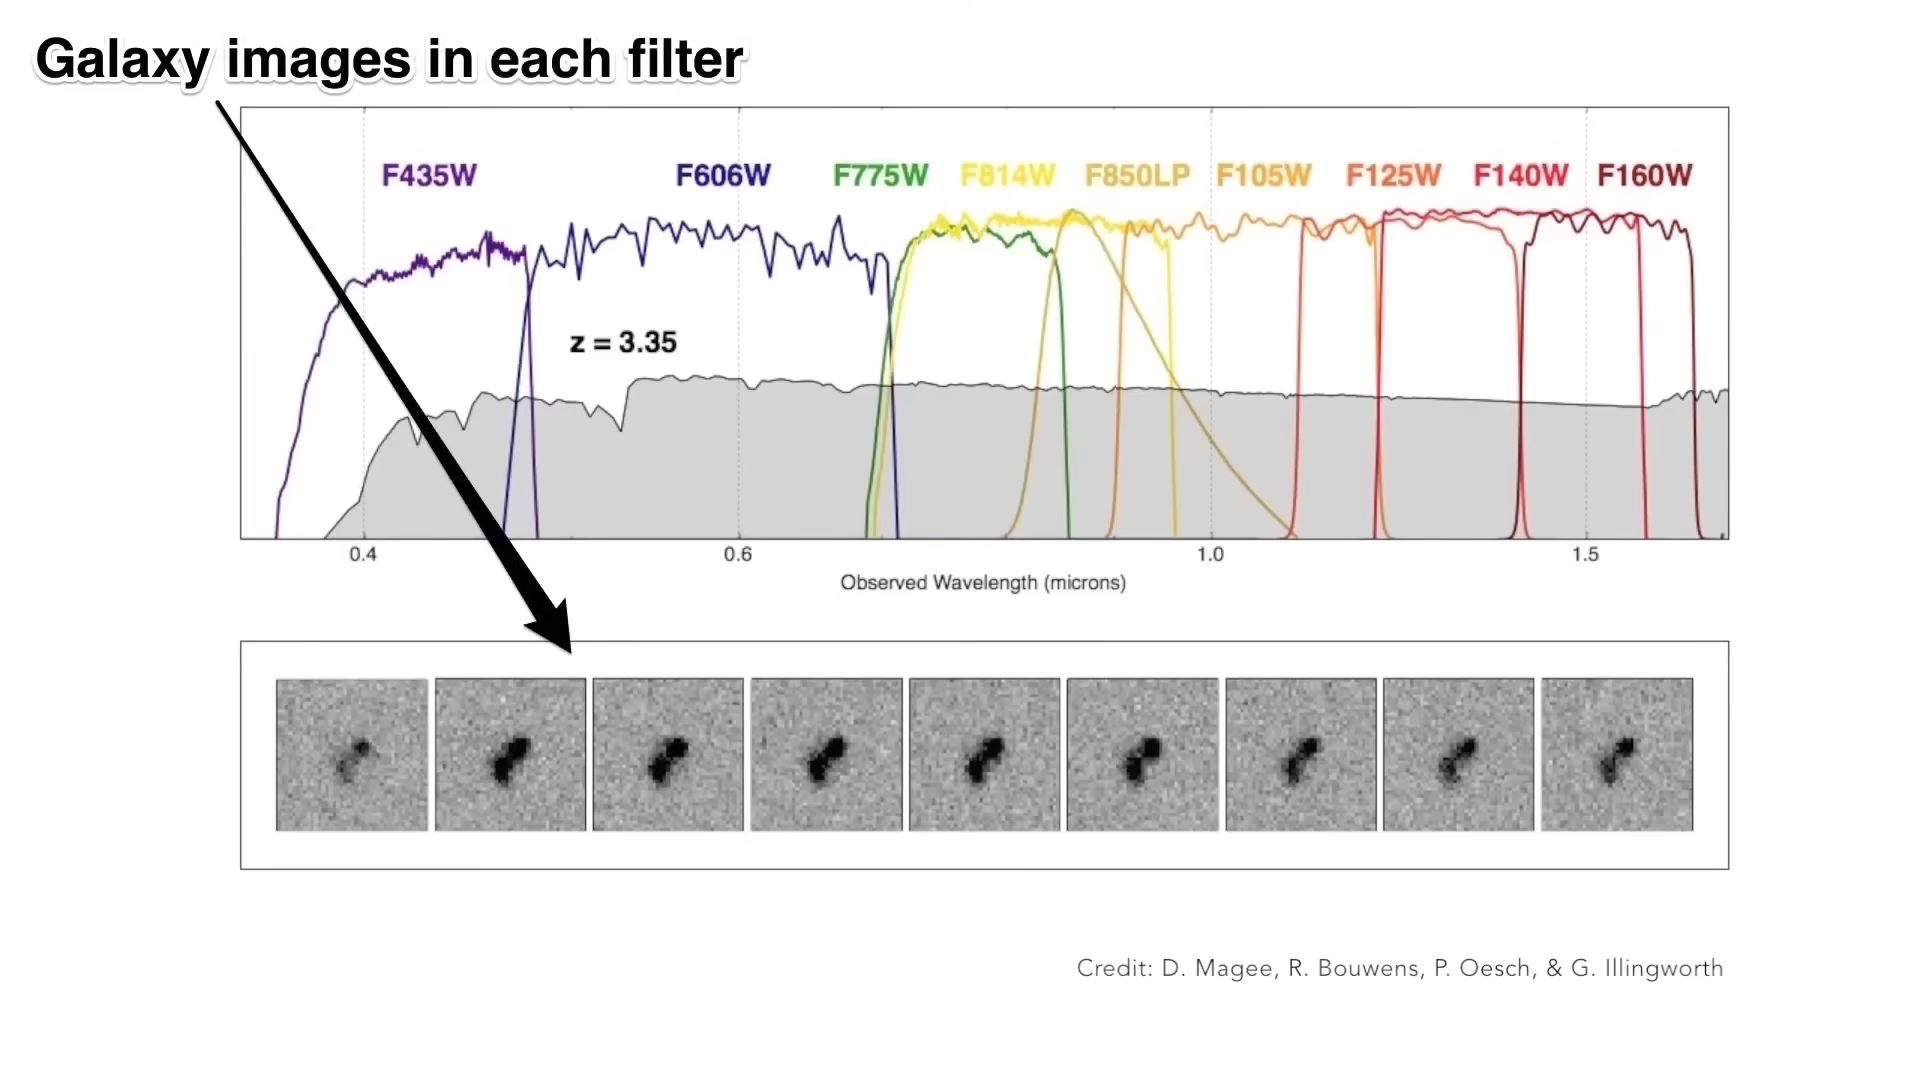 Galaxy images in each filter
F435W F606W F775W F814W F850LP F105W F125W F140W F160W
z = 3.35
0.4 0.6 1.0 1.5
Observed Wavelength (microns)
Credit: D. Magee, R. Bouwens, P. Oesch, & G. Illingworth